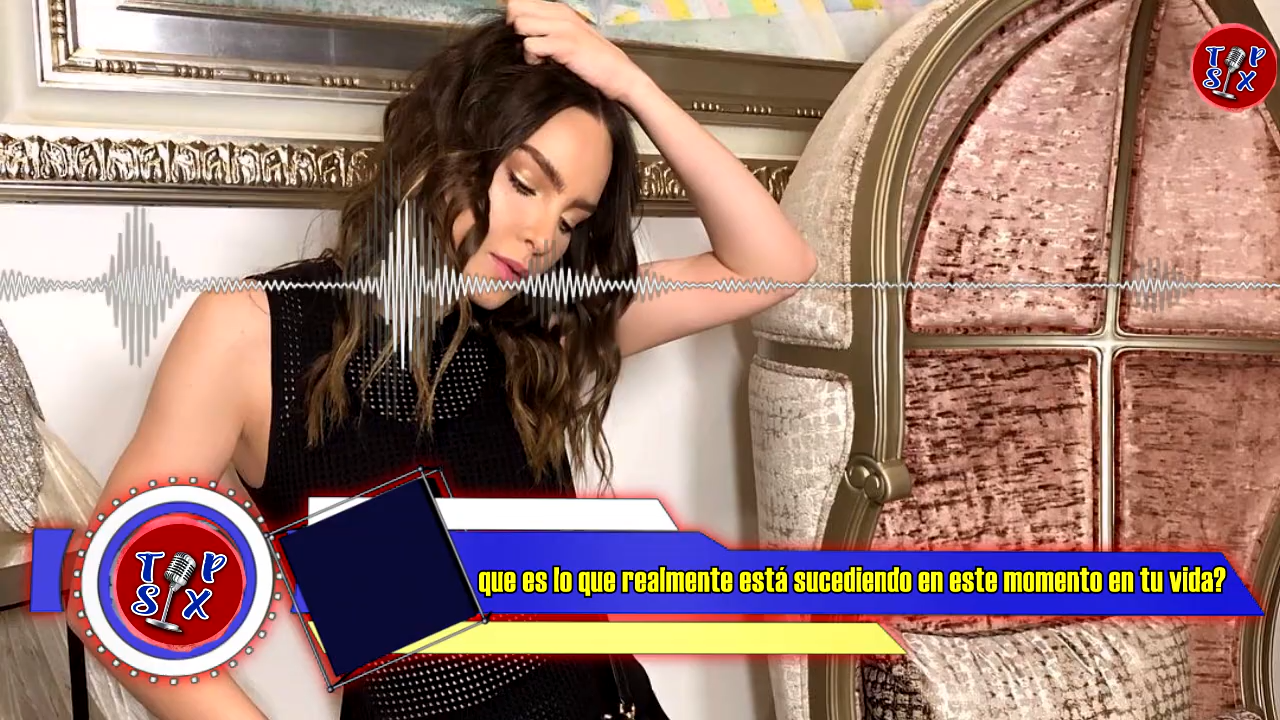 T P
S X
T P
S X
que es lo que realmente está sucediendo en este momento en tu vida?